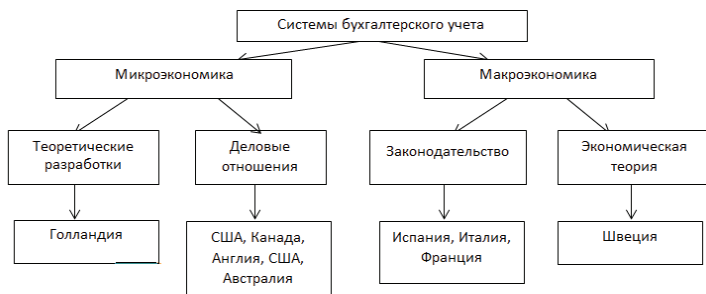 Системы бухгалтерского учета
Микроэкономика
Макроэкономика
Теоретические
разработки
Деловые
отношения
Законодательство
Экономическая
теория
Голландия
США, Канада,
Англия, США,
Австралия
Испания, Италия,
Франция
Швеция